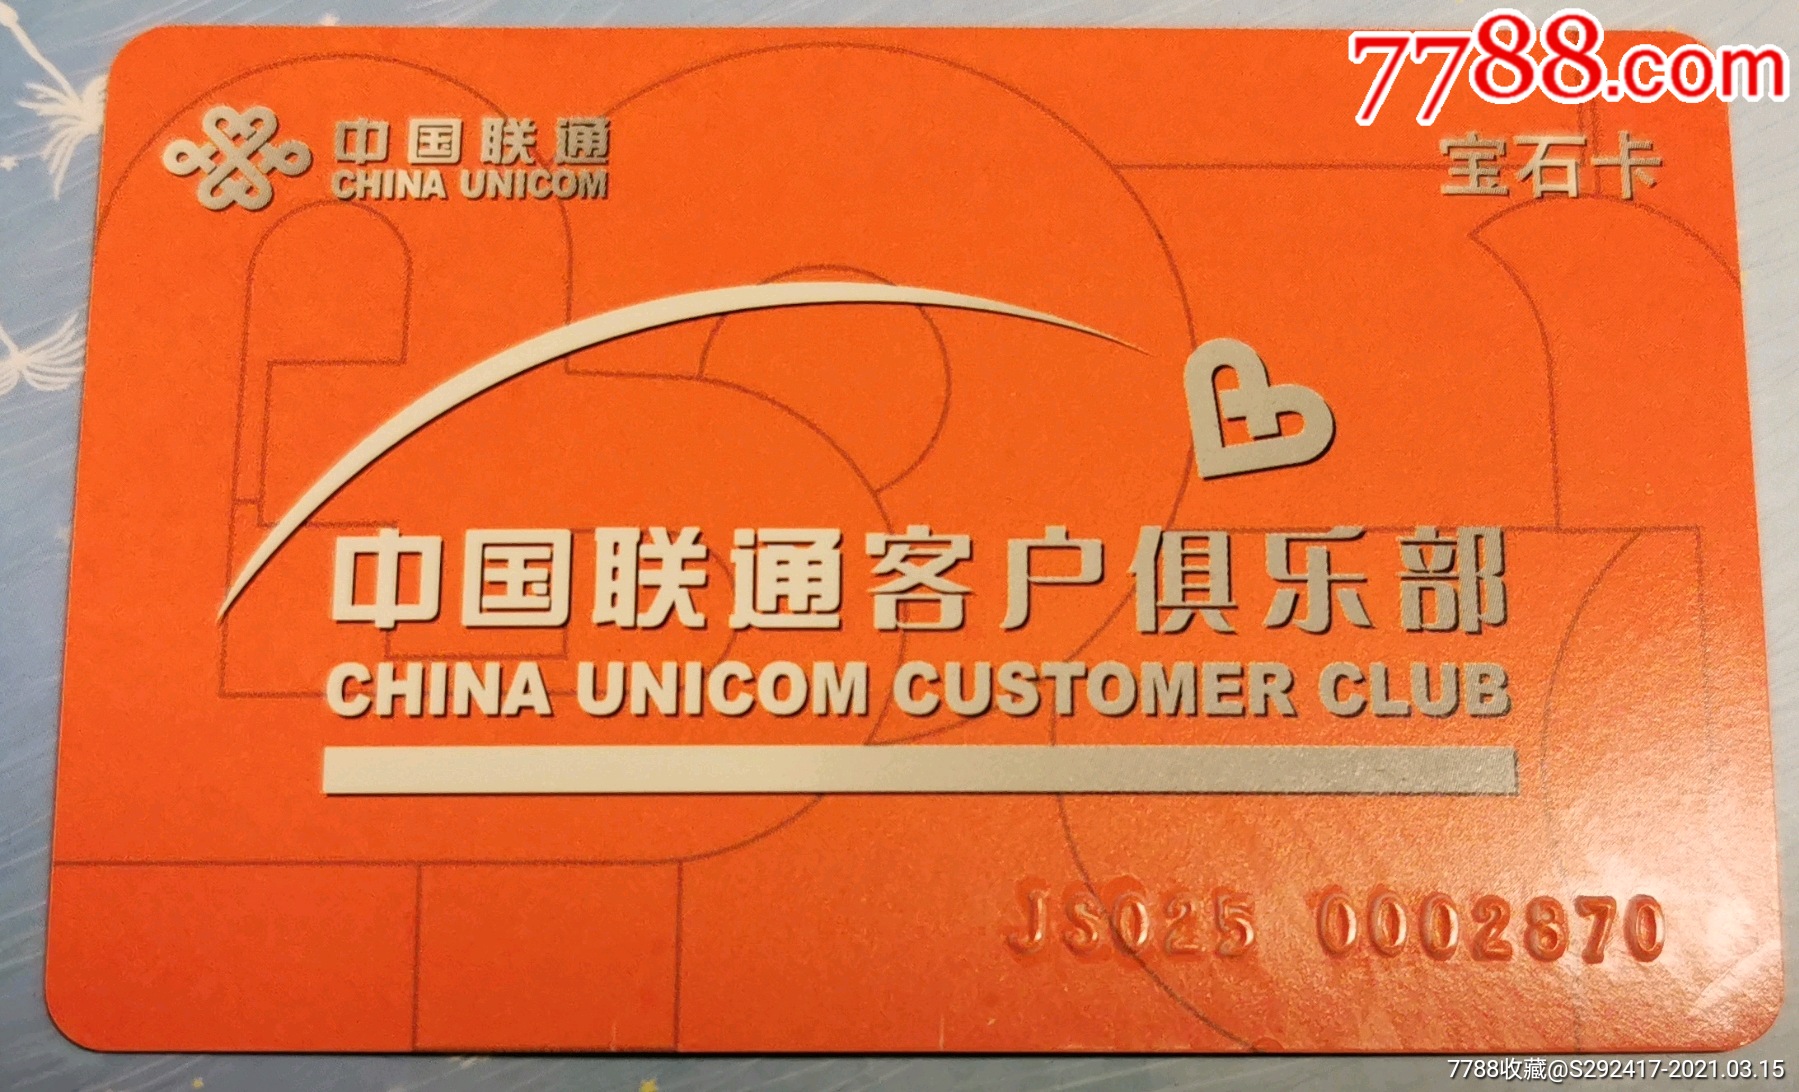 7788.com
中国联通
CHINA UNICOM
宝石卡
中国联通客户俱乐部
CHINA UNICOM CUSTOMER CLUB
JS025 0002870
7788收藏@S292417-2021.03.15